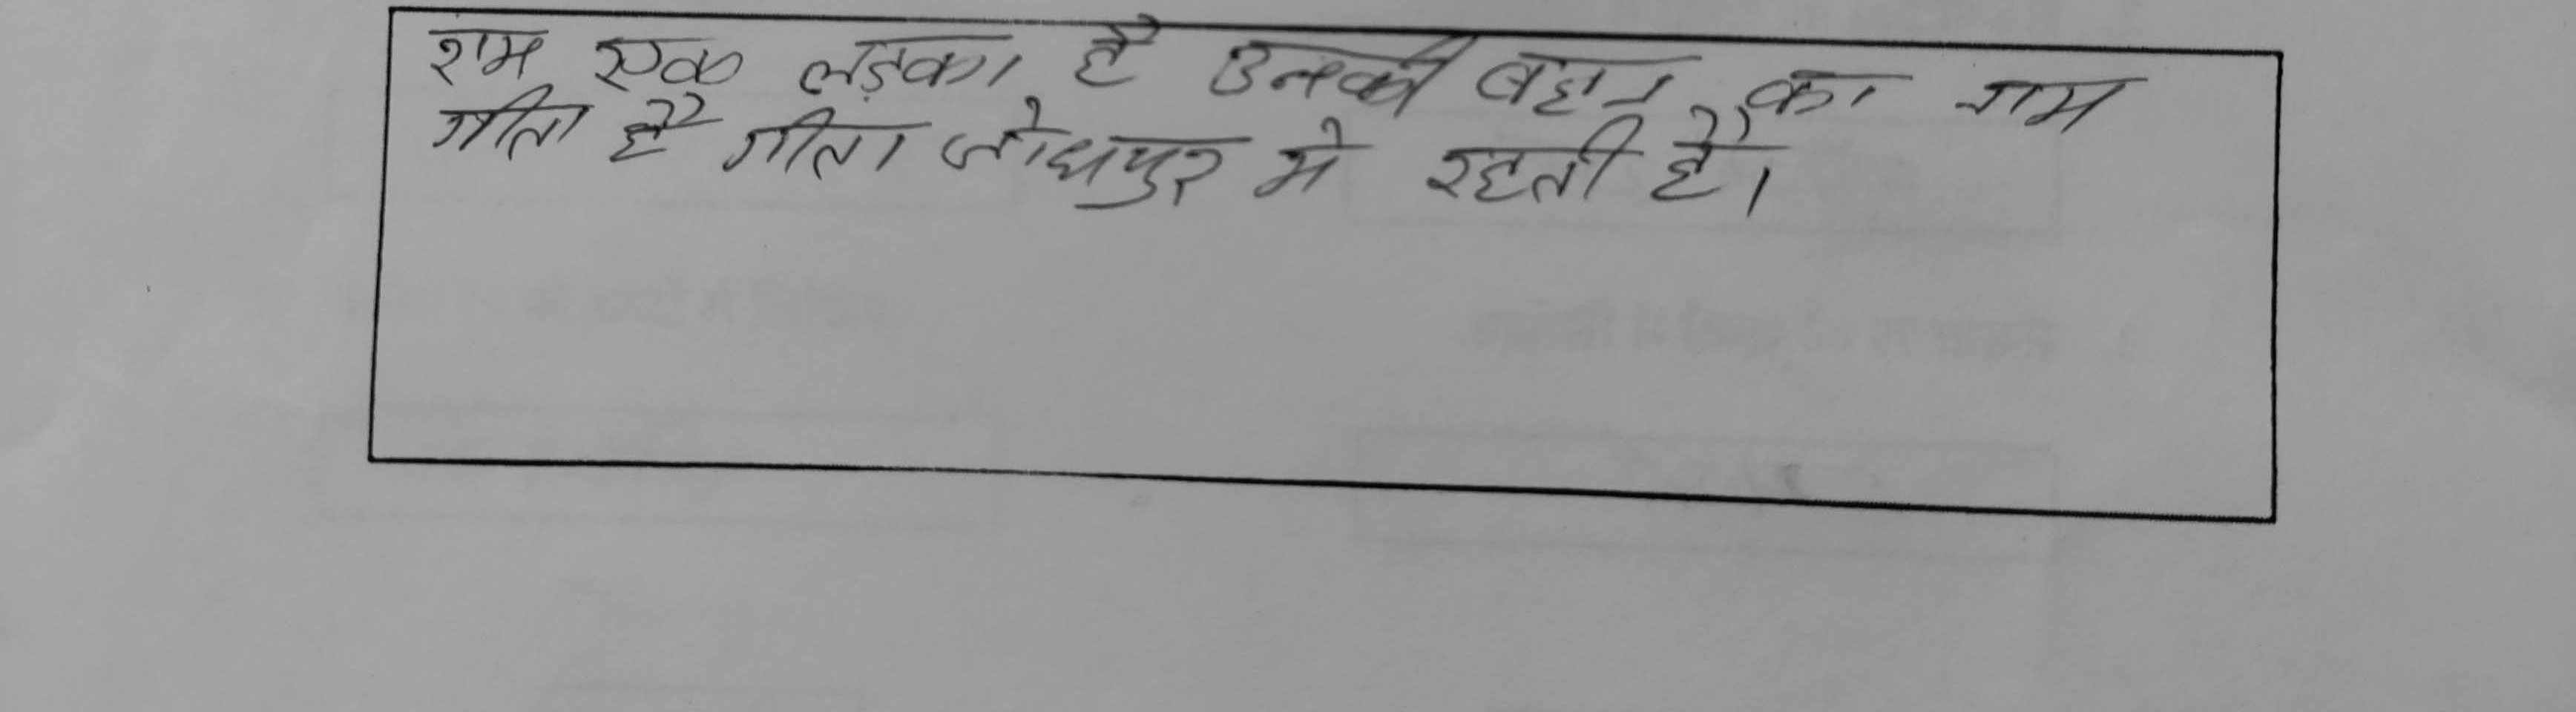 राम एक लड़का है उनकी बहन का नाम
गीता है गीता जोधपुर मे रहती है।